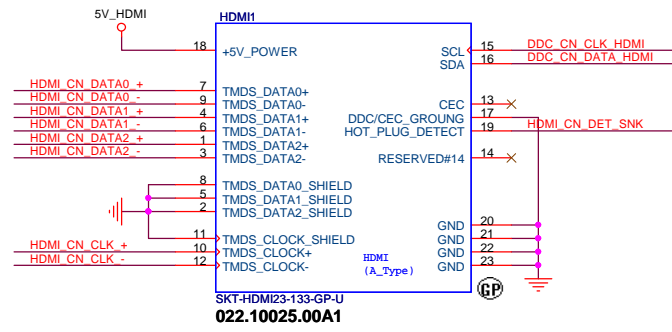 5V_HDMI
HDMI1
18 +5V_POWER
SCL 15 DDC_CN_CLK_HDMI
SDA 16 DDC_CN_DATA_HDMI
HDMI_CN_DATA0_+ 7 TMDS_DATA0+
HDMI_CN_DATA0_- 9 TMDS_DATA0-
HDMI_CN_DATA1_+ 4 TMDS_DATA1+
HDMI_CN_DATA1_- 6 TMDS_DATA1-
HDMI_CN_DATA2_+ 1 TMDS_DATA2+
HDMI_CN_DATA2_- 3 TMDS_DATA2-
CEC 13
DDC/CEC_GROUNG 17
HOT_PLUG_DETECT 19 HDMI_CN_DET_SNK
RESERVED#14 14
8 TMDS_DATA0_SHIELD
5 TMDS_DATA1_SHIELD
2 TMDS_DATA2_SHIELD
11 TMDS_CLOCK_SHIELD
HDMI_CN_CLK_+ 10 TMDS_CLOCK+
HDMI_CN_CLK_- 12 TMDS_CLOCK-
GND 20
GND 21
GND 22
GND 23
HDMI
(A_Type)
GP
SKT-HDMI23-133-GP-U
022.10025.00A1